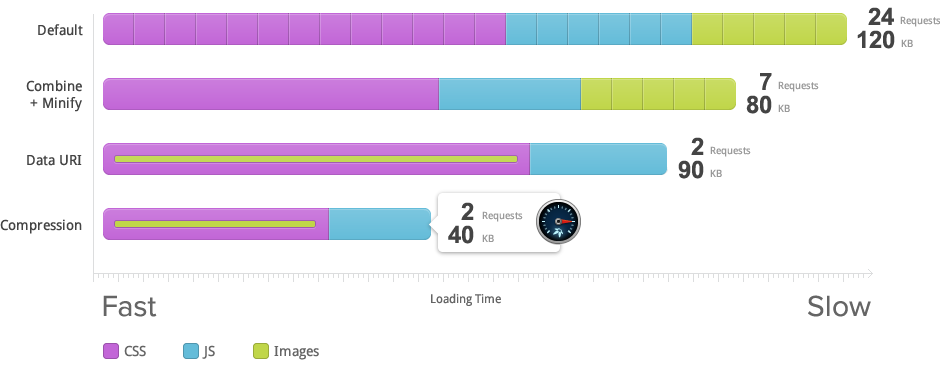 Default
24 Requests
120 KB
Combine
+ Minify
7 Requests
80 KB
Data URI
2 Requests
90 KB
Compression
2 Requests
40 KB
Fast
Loading Time
Slow
CSS
JS
Images